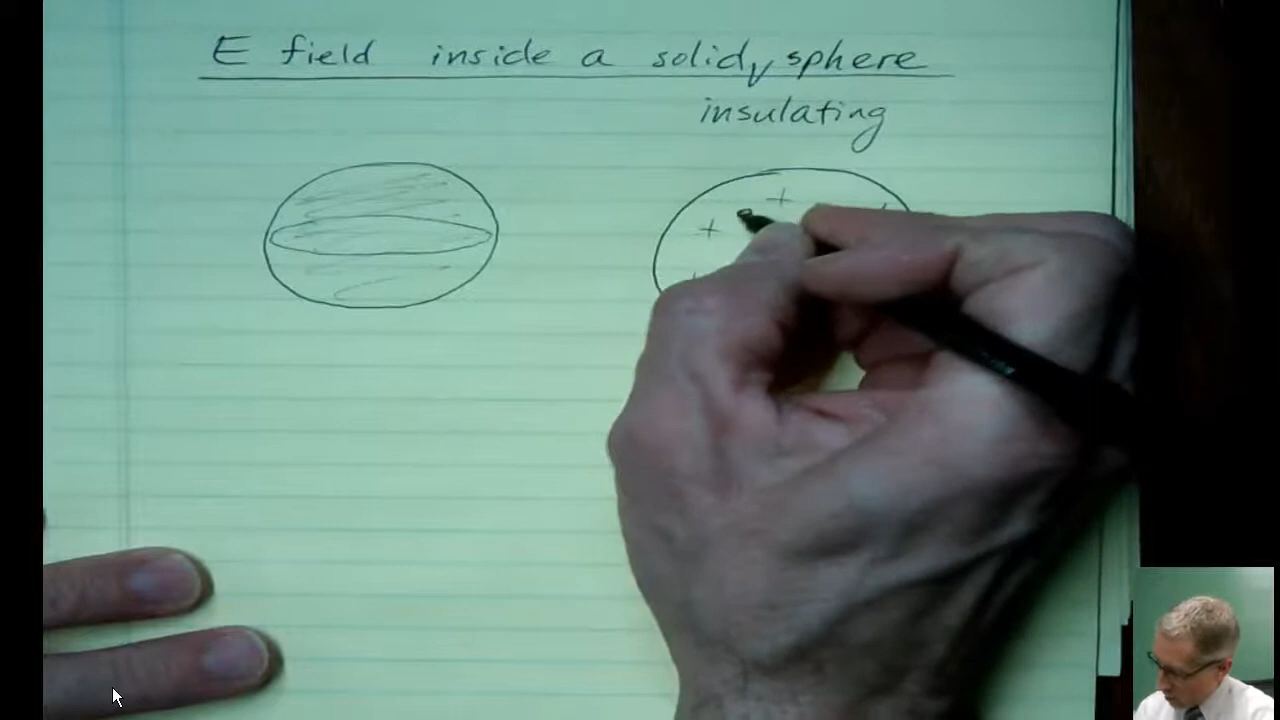 E field inside a solid sphere
insulating
+
+